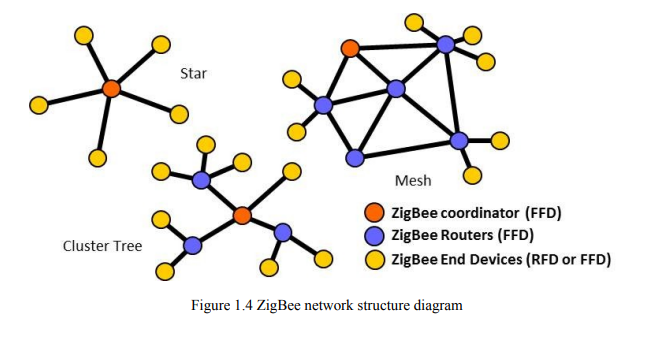 Star
Mesh
Cluster Tree
ZigBee coordinator (FFD)
ZigBee Routers (FFD)
ZigBee End Devices (RFD or FFD)
Figure 1.4 ZigBee network structure diagram